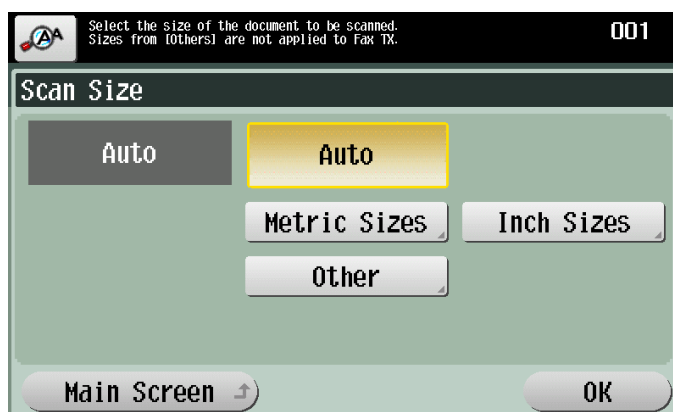 Select the size of the document to be scanned.
Sizes from [Others] are not applied to Fax TX.
001
Scan Size
Auto
Auto
Metric Sizes
Inch Sizes
Other
Main Screen
OK